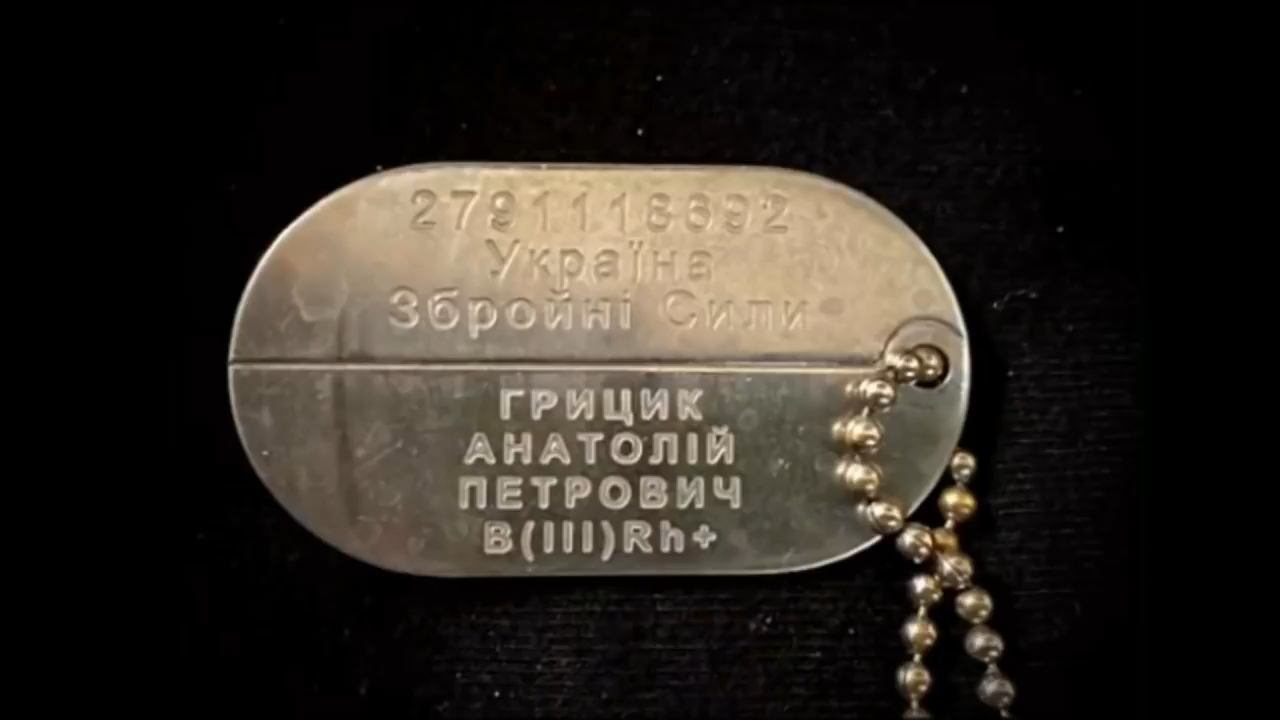 2791118692
Україна
Збройні Сили
ГРИЦИК
АНАТОЛІЙ
ПЕТРОВИЧ
B(III)Rh+